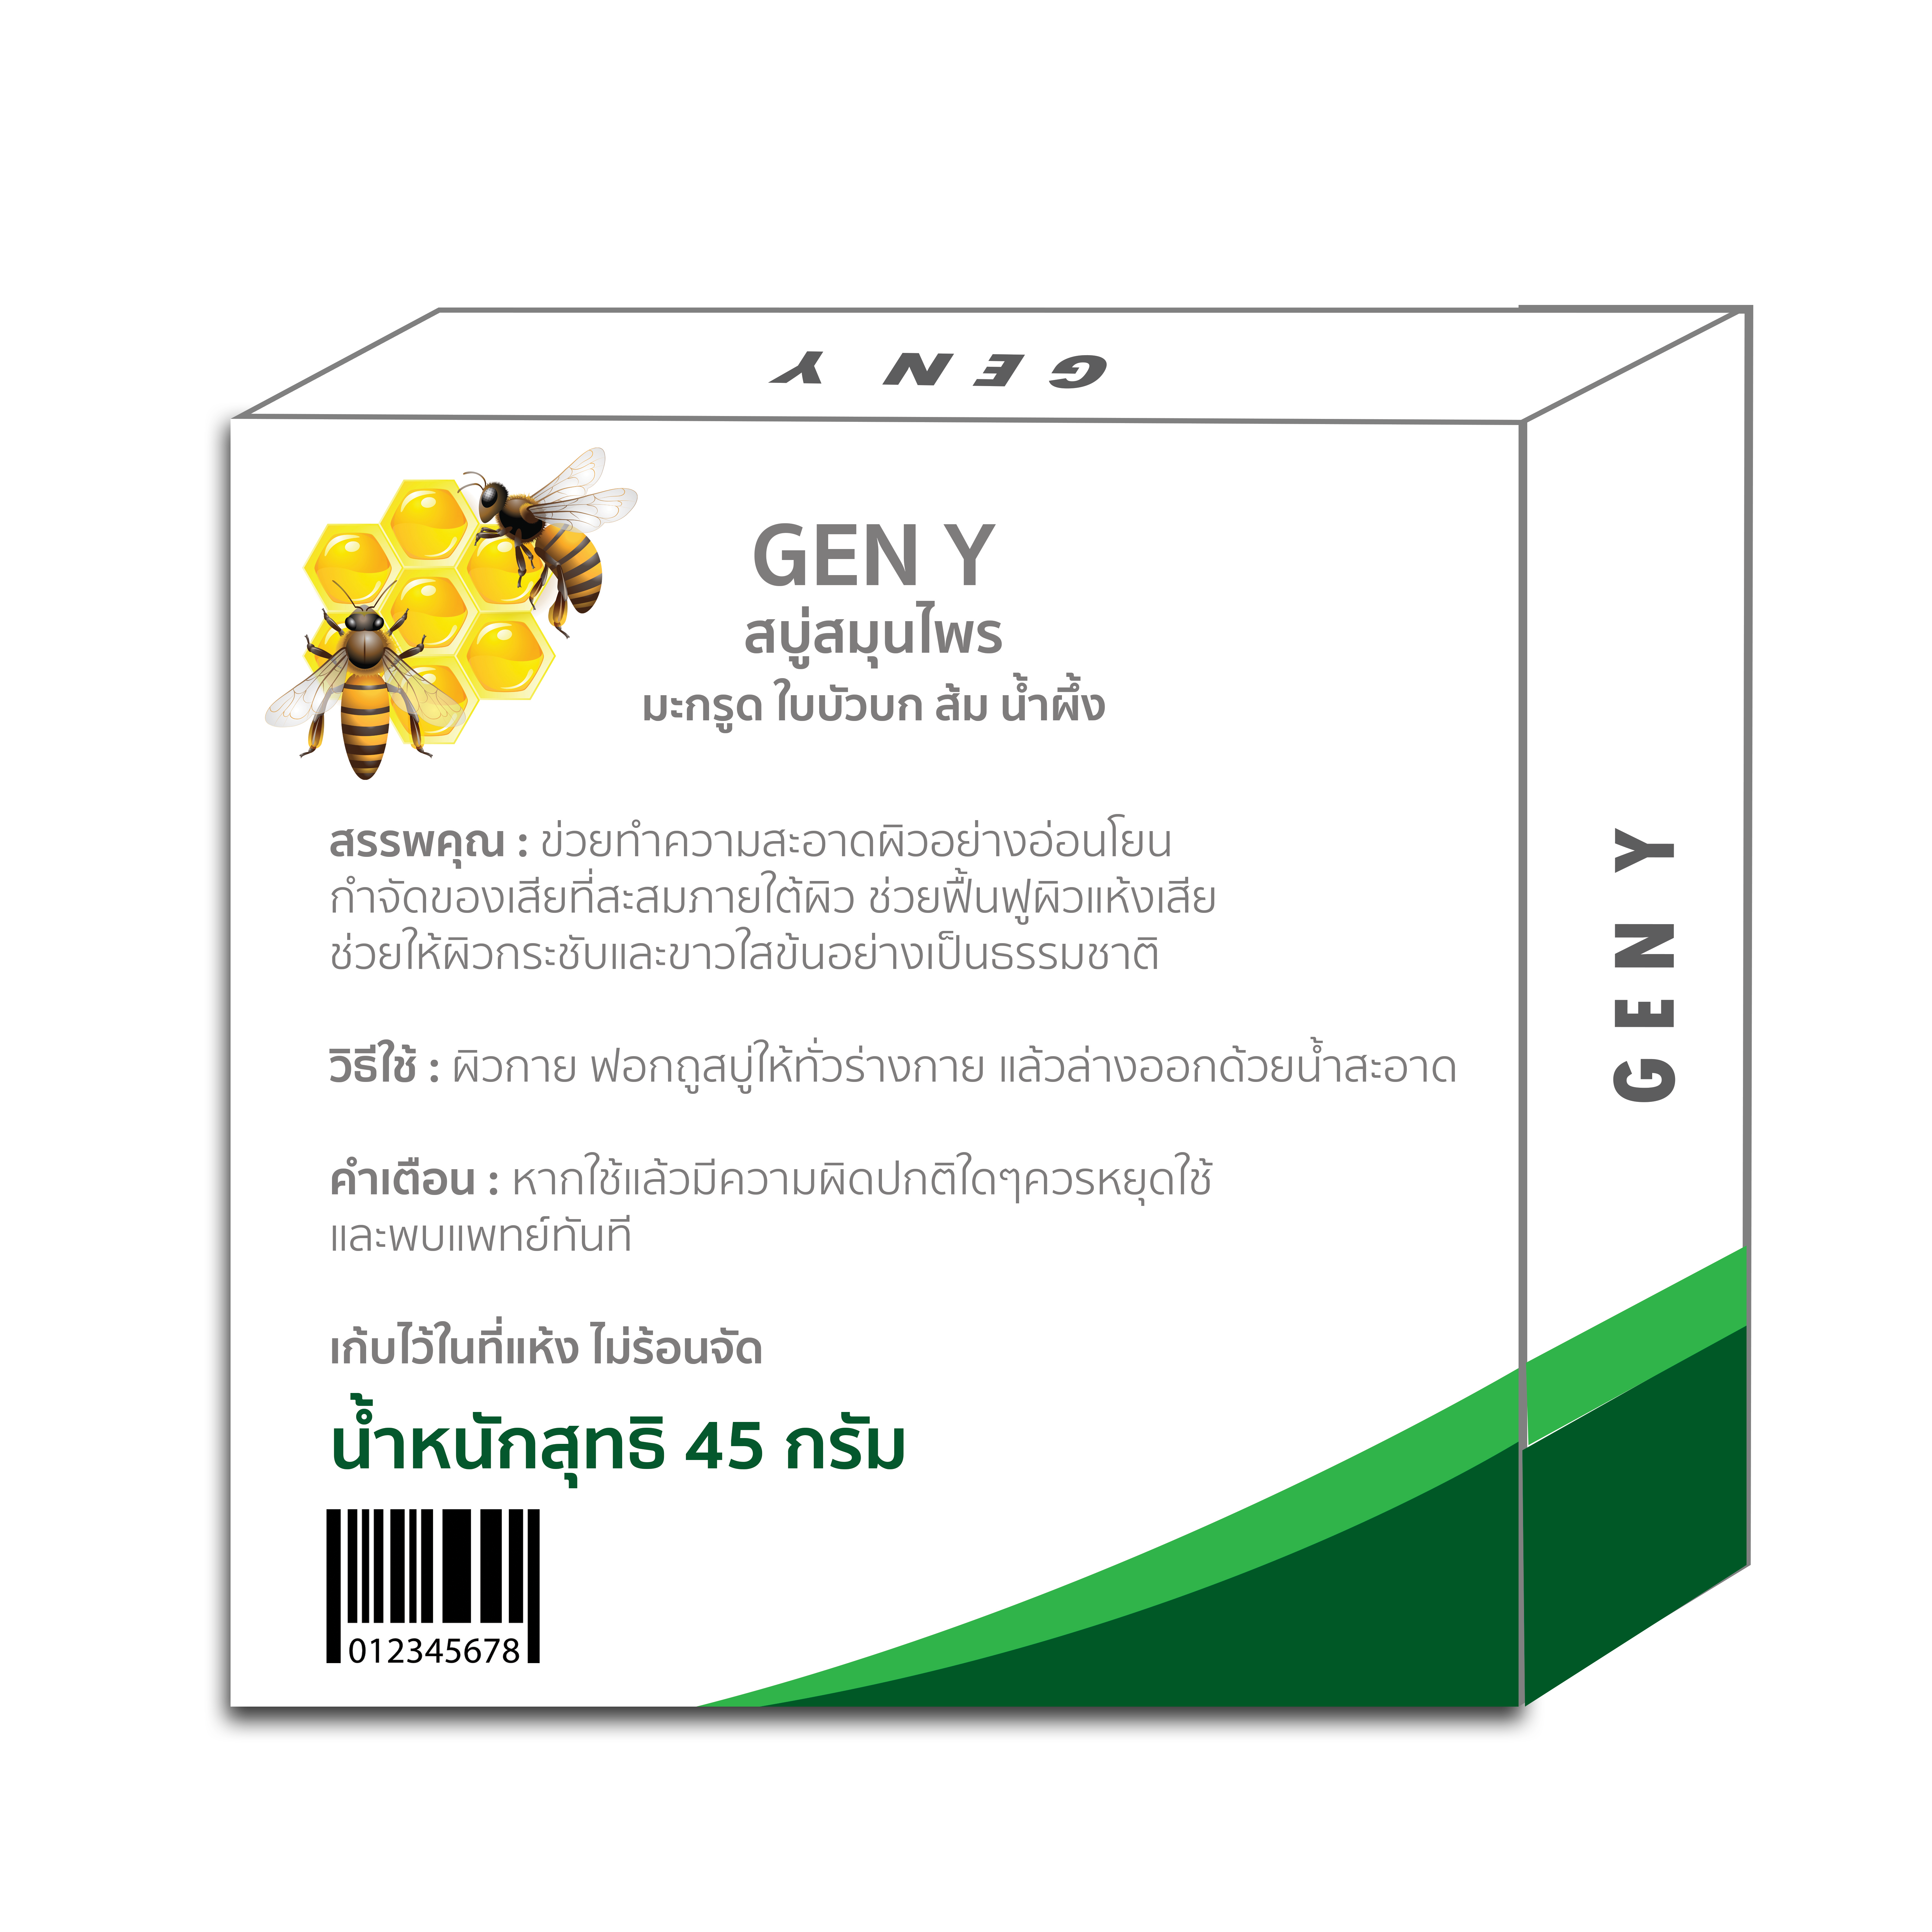 GEN Y
GEN Y
สบู่สมุนไพร
มะกรูด ใบบัวบก ส้ม น้ำผึ้ง
สรรพคุณ : ข่วยทำความสะอาดผิวอย่างอ่อนโยน
กำจัดของเสียที่สะสมภายใต้ผิว ช่วยฟื้นฟูผิวแห้งเสีย
ช่วยให้ผิวกระชับและขาวใสขันอย่างเป็นธรรมชาติ
วิธีใช้ : ผิวกาย ฟอกถูสบู่ให้ทั่วร่างกาย แล้วล่างออกด้วยน้ำสะอาด
คำเตือน : หากใช้แล้วมีความผิดปกติใดๆควรหยุดใช้
และพบแพทย์ทันที
เก้บไว้ในที่แห้ง ไม่ร้อนจัด
น้ำหนักสุทธิ 45 กรัม
012345678
GEN Y